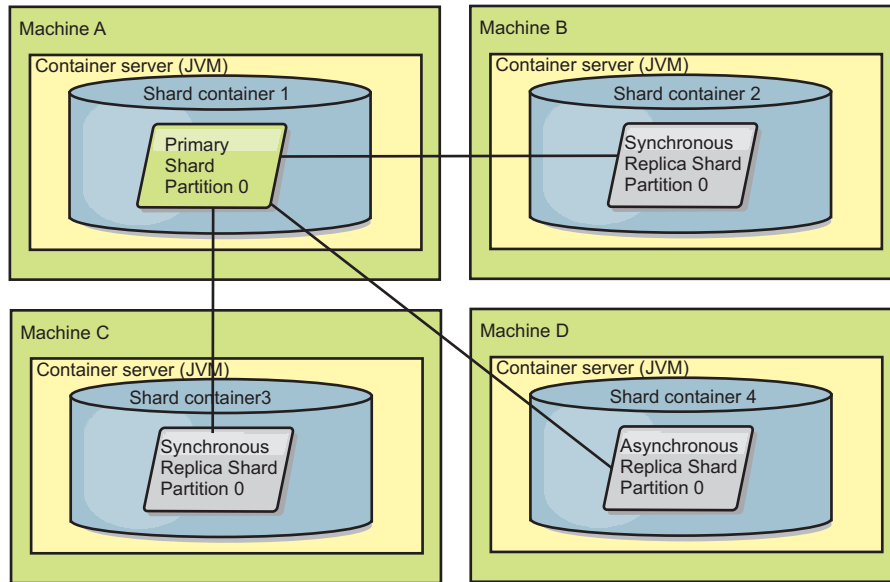 Machine A
Container server (JVM)
Shard container 1
Primary
Shard
Partition 0
Machine B
Container server (JVM)
Shard container 2
Synchronous
Replica Shard
Partition 0
Machine C
Container server (JVM)
Shard container3
Synchronous
Replica Shard
Partition 0
Machine D
Container server (JVM)
Shard container 4
Asynchronous
Replica Shard
Partition 0